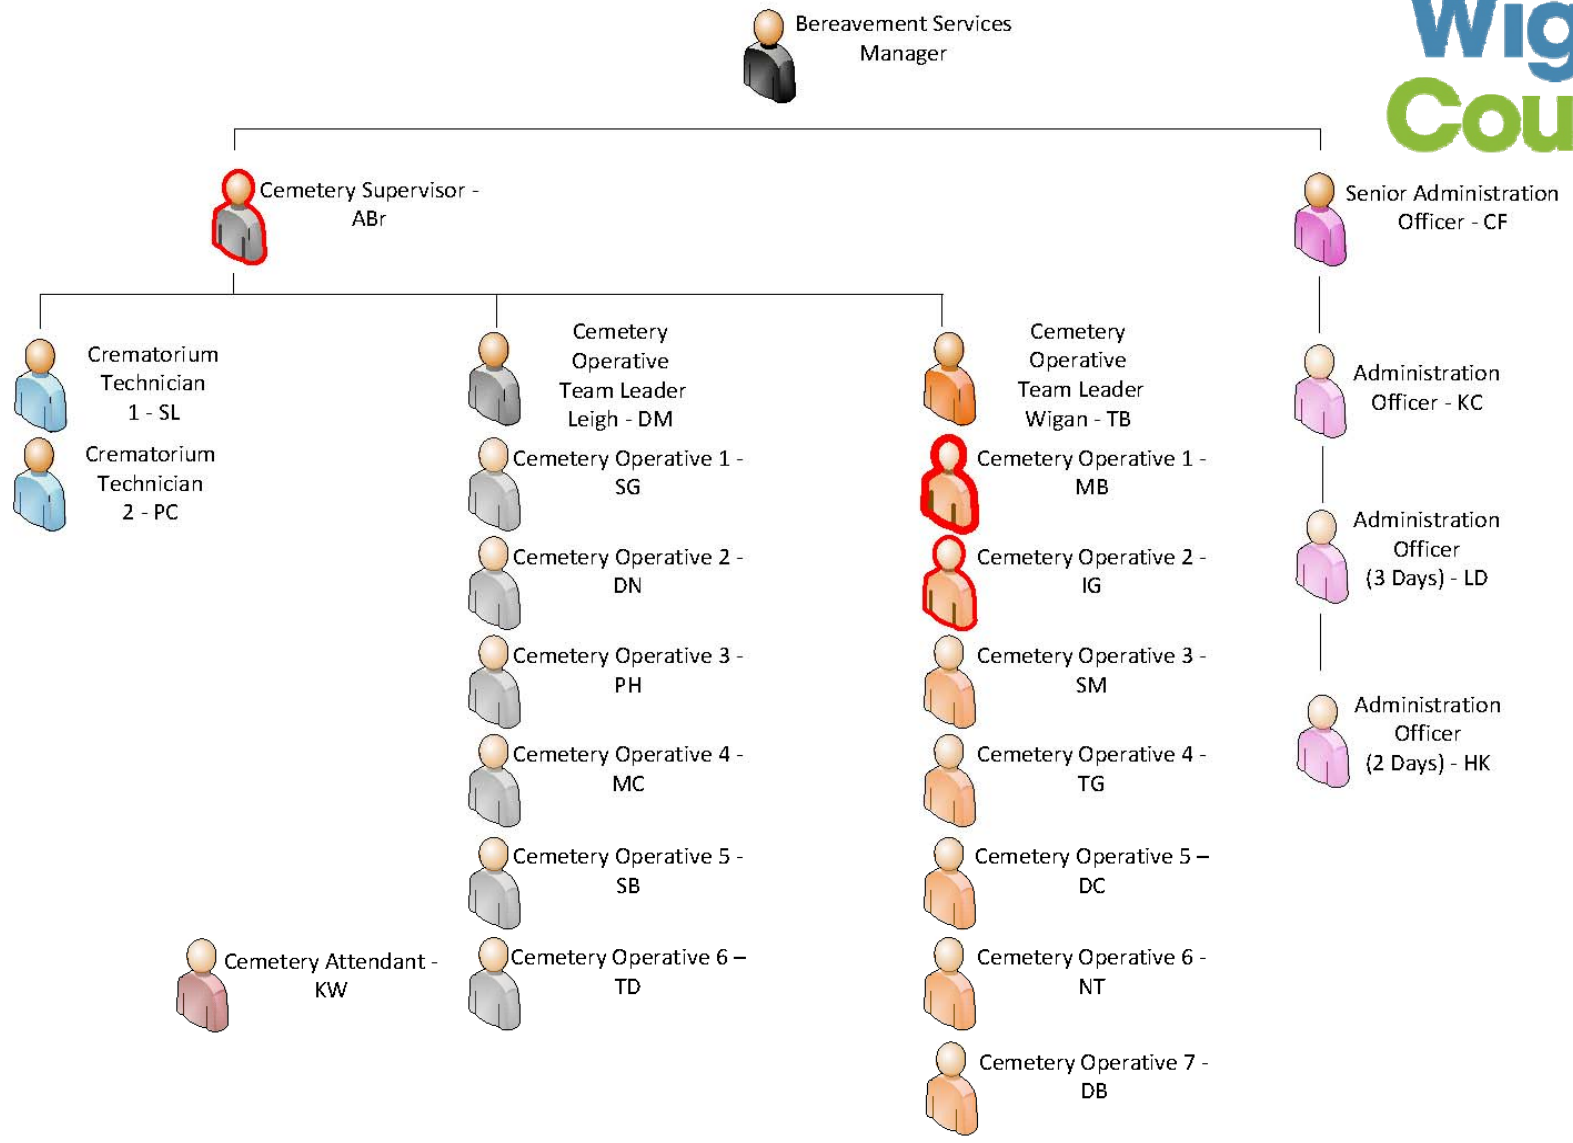 Bereavement Services
Manager
Wig
Cou
Cemetery Supervisor -
ABr
Senior Administration
Officer - CF
Crematorium
Technician
1 - SL
Crematorium
Technician
2 - PC
Cemetery
Operative
Team Leader
Leigh - DM
Cemetery Operative 1 -
SG
Cemetery Operative 2 -
DN
Cemetery Operative 3 -
PH
Cemetery Operative 4 -
MC
Cemetery Operative 5 -
SB
Cemetery Operative 6 –
TD
Cemetery Attendant -
KW
Cemetery
Operative
Team Leader
Wigan - TB
Cemetery Operative 1 -
MB
Cemetery Operative 2 -
IG
Cemetery Operative 3 -
SM
Cemetery Operative 4 -
TG
Cemetery Operative 5 –
DC
Cemetery Operative 6 -
NT
Cemetery Operative 7 -
DB
Administration
Officer - KC
Administration
Officer
(3 Days) - LD
Administration
Officer
(2 Days) - HK